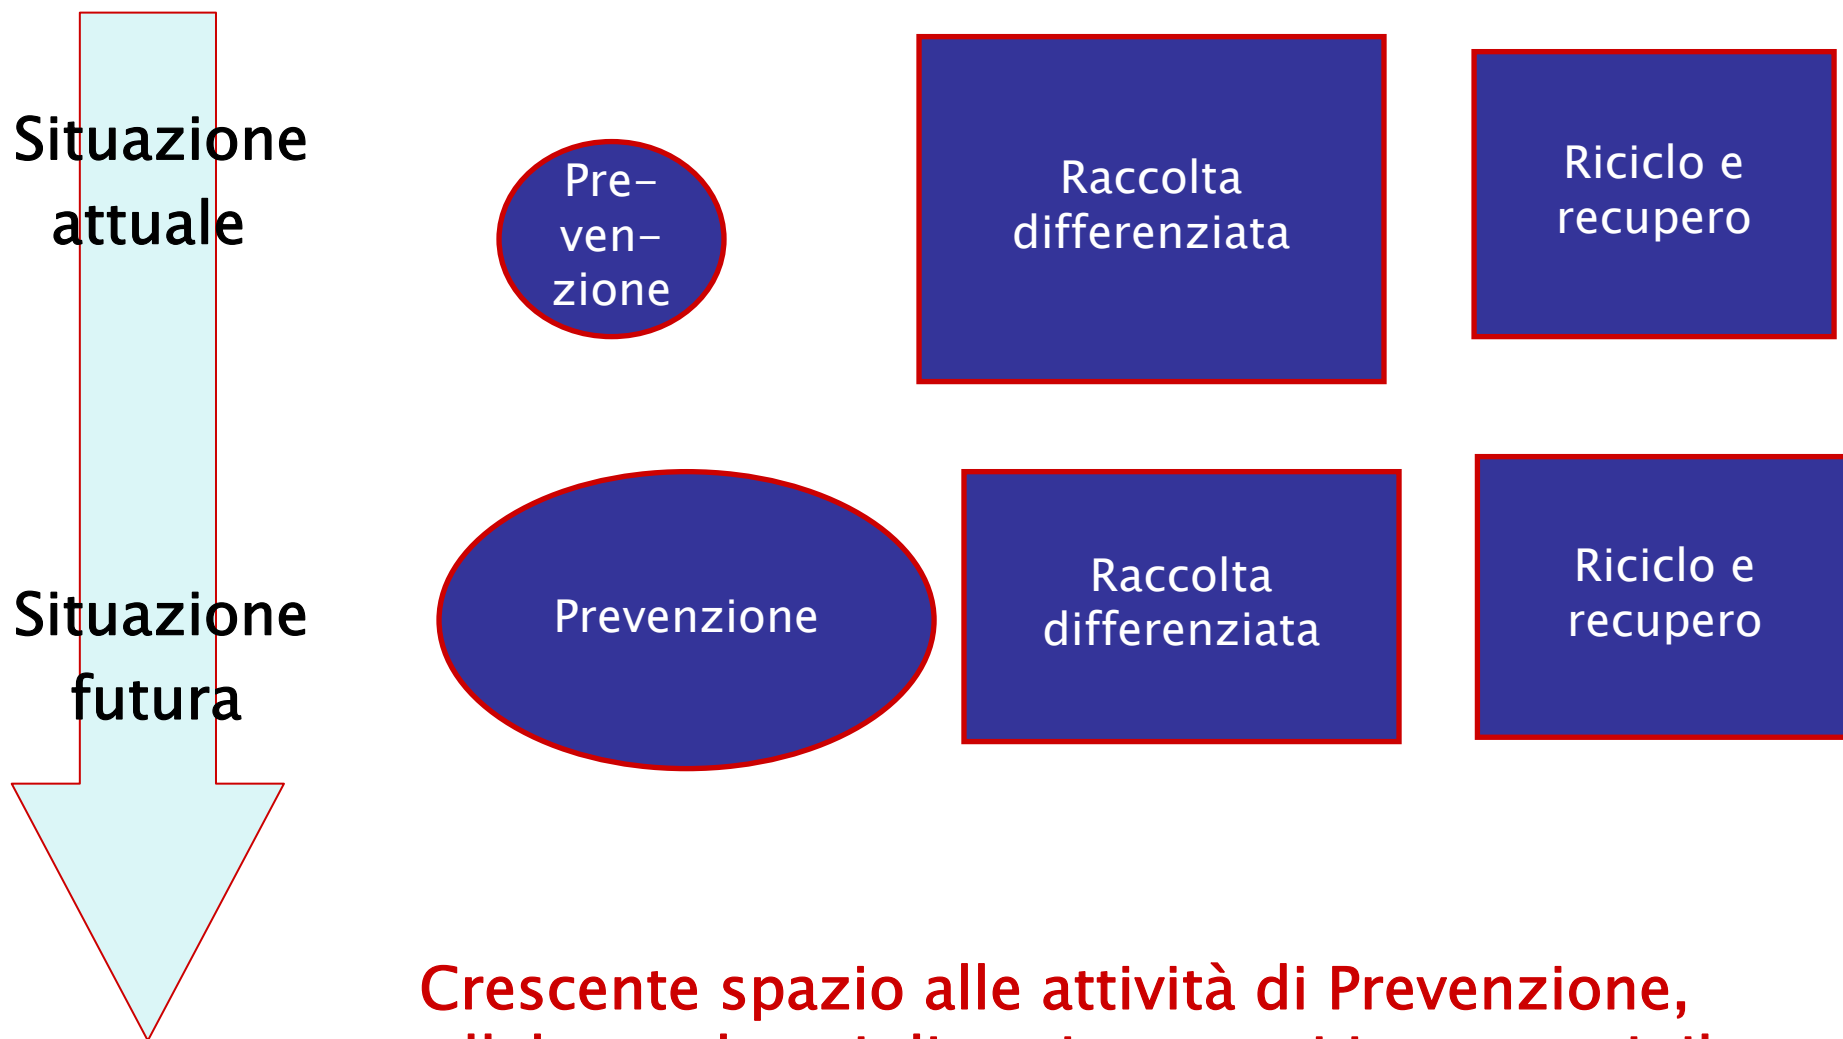 Situazione
attuale
Pre–
ven–
zione
Raccolta
differenziata
Riciclo e
recupero
Situazione
futura
Prevenzione
Raccolta
differenziata
Riciclo e
recupero
Crescente spazio alle attività di Prevenzione,